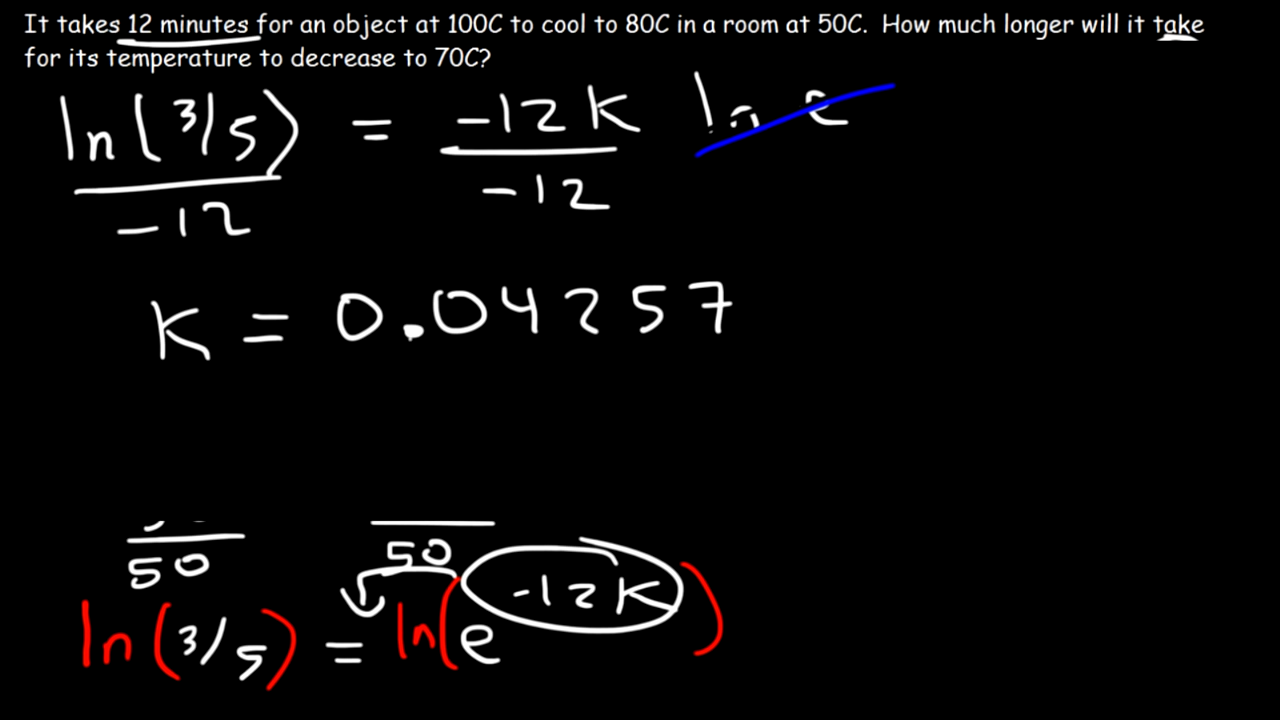 It takes 12 minutes for an object at 100C to cool to 80C in a room at 50C. How much longer will it take
for its temperature to decrease to 70C?
ln(3/5) = -12K ln e
-12 -12
K = 0.04257
50 50
ln(3/5) = ln(e^-12K)